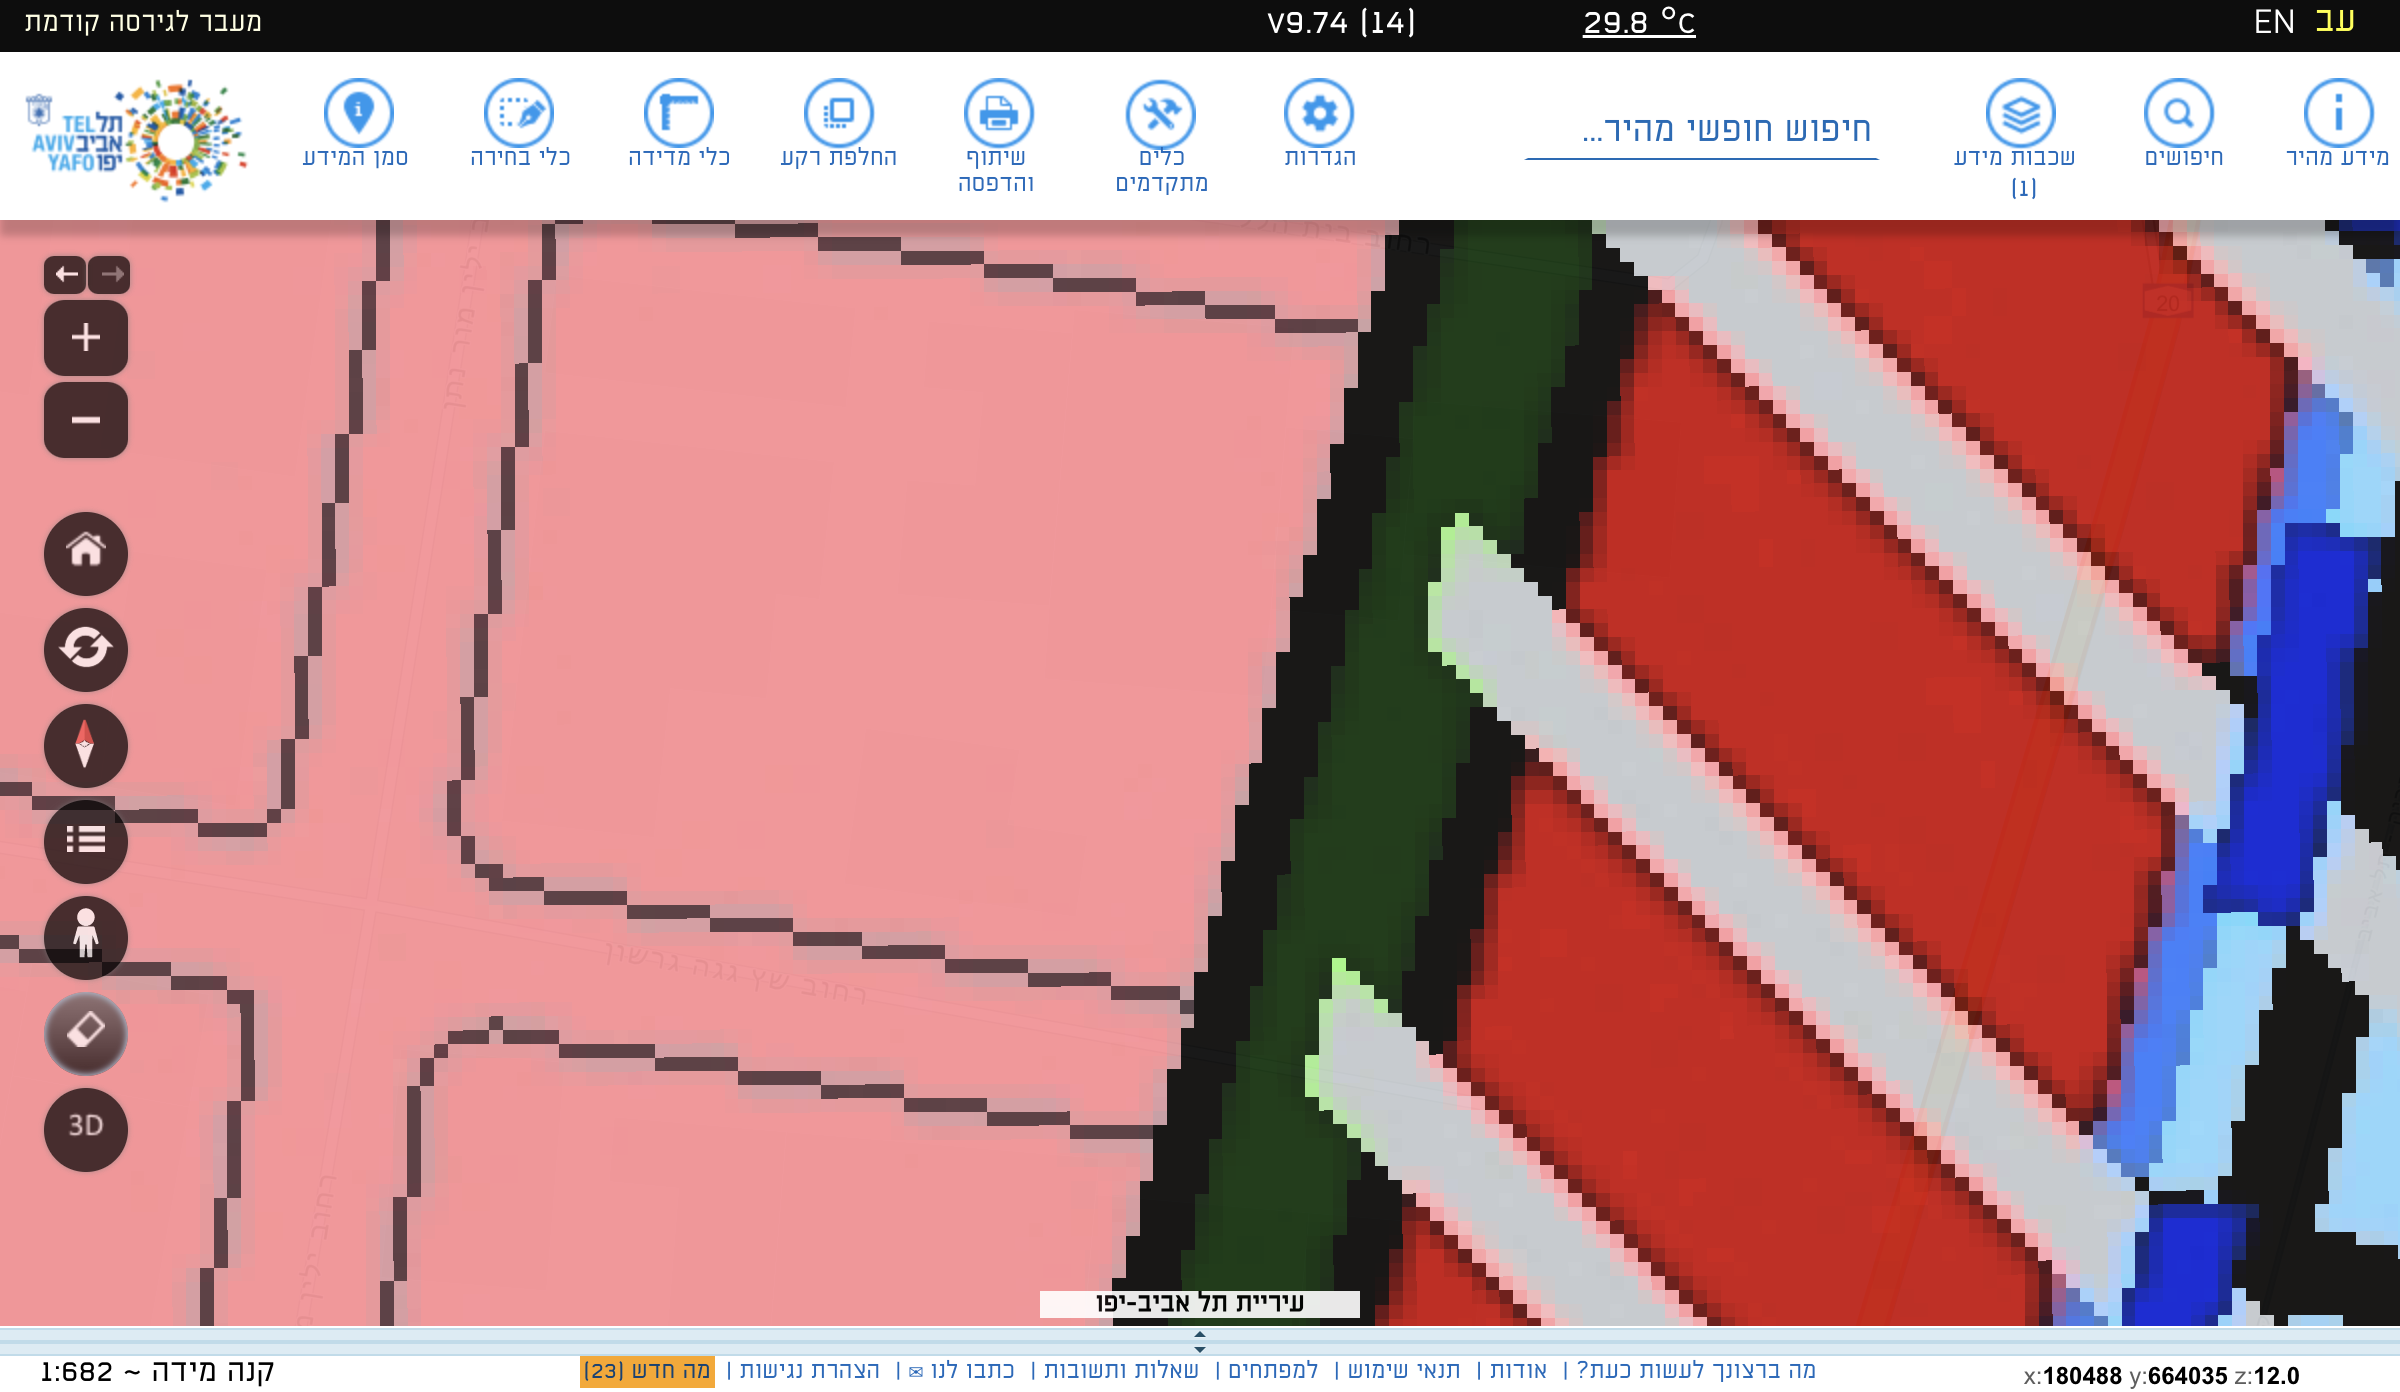 מעבר לגירסה קודמת
V9.74 (14)
29.8 °C
EN עב
תל אביב יפו
TEL AVIV YAFO
מידע מהיר
חיפושים
שכבות מידע (1)
חיפוש חופשי מהיר...
הגדרות
כלים מתקדמים
שיתוף והדפסה
החלפת רקע
כלי מדידה
כלי בחירה
סמן המידע
20
רחוב שץ גגה גרשון
3D
עיריית תל אביב-יפו
מה ברצונך לעשות כעת? | אודות | תנאי שימוש | למפתחים | שאלות ותשובות | כתבו לנו ✉ | הצהרת נגישות | מה חדש (23)
קנה מידה ~ 1:682
x:180488 y:664035 z:12.0